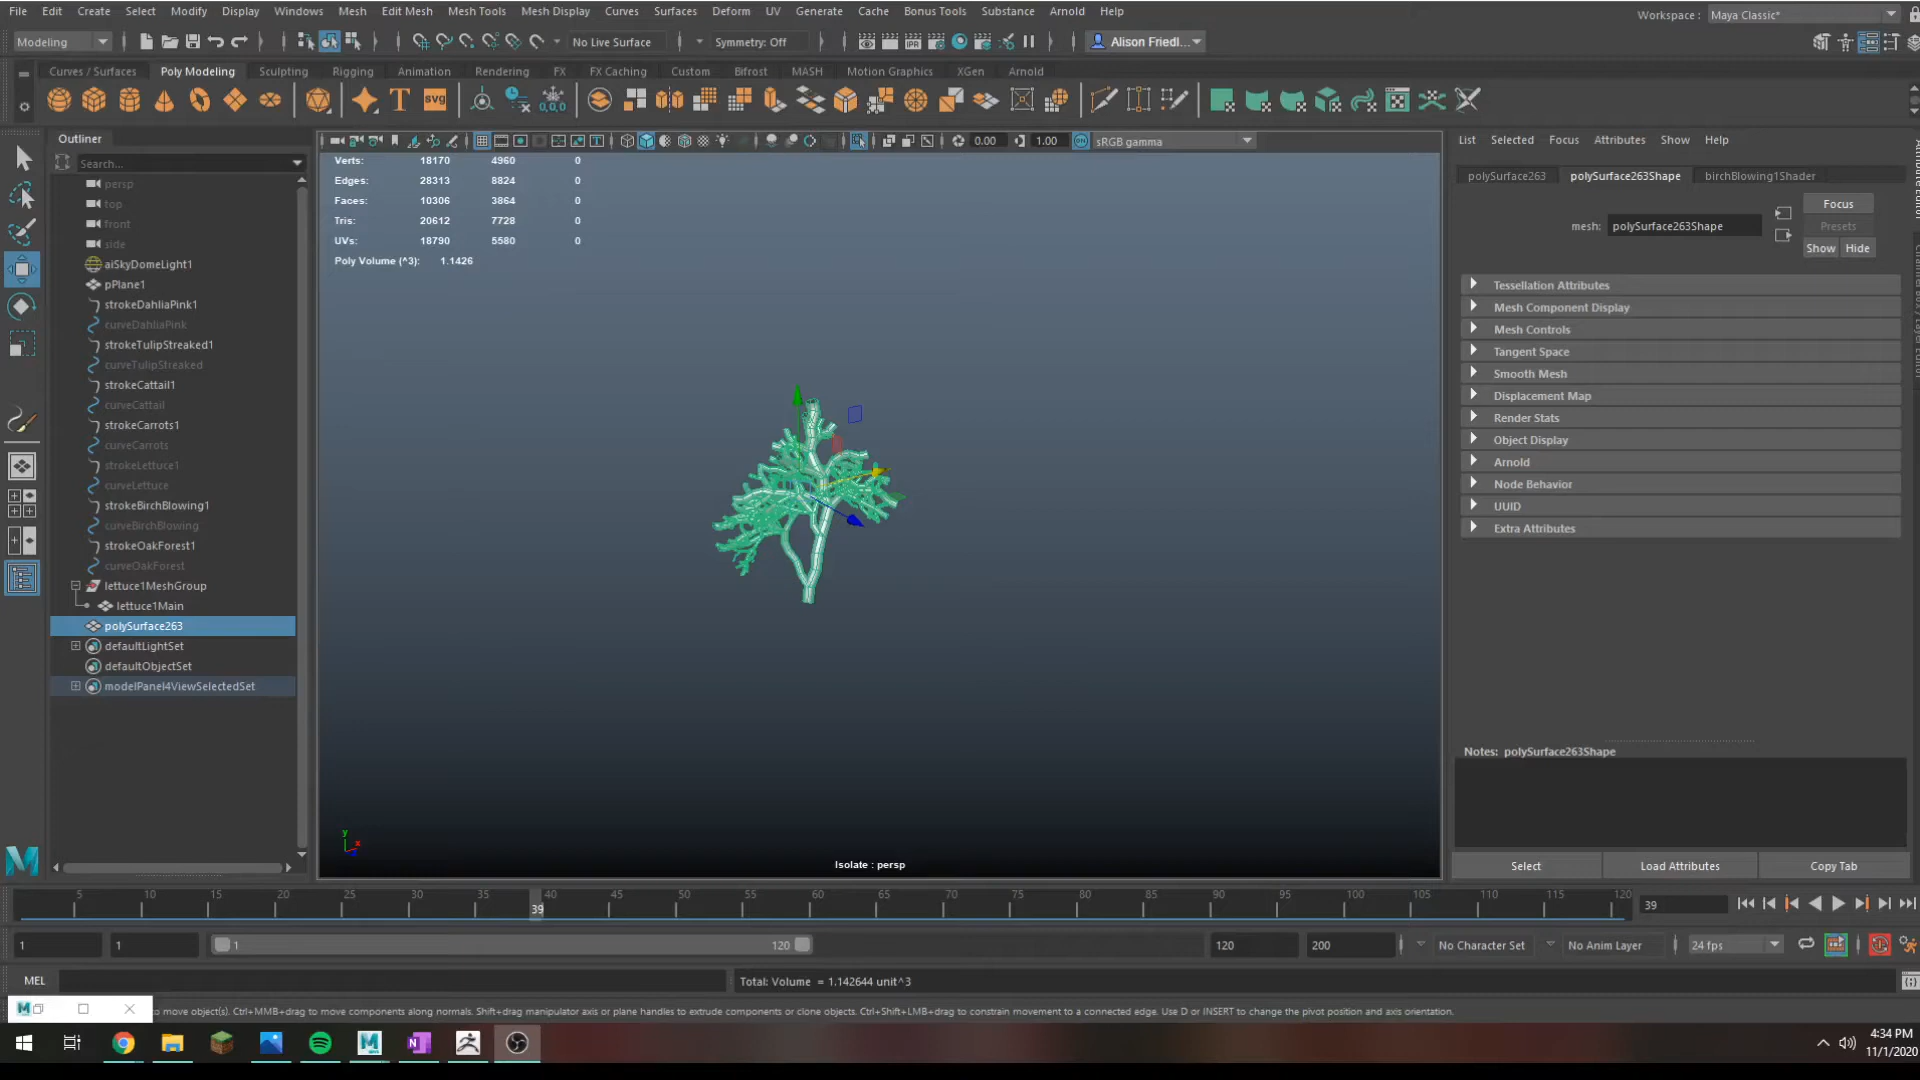 File Edit Create Select Modify Display Windows Mesh Edit Mesh Mesh Tools Mesh Display Curves Surfaces Deform UV Generate Cache Bonus Tools Substance Arnold Help Workspace : Maya Classic*
Modeling No Live Surface Symmetry: Off Alison Friedl...
Curves / Surfaces Poly Modeling Sculpting Rigging Animation Rendering FX FX Caching Custom Bifrost MASH Motion Graphics XGen Arnold
Outliner
Search...
persp
top
front
side
aiSkyDomeLight1
pPlane1
strokeDahliaPink1
curveDahliaPink
strokeTulipStreaked1
curveTulipStreaked
strokeCattail1
curveCattail
strokeCarrots1
curveCarrots
strokeLettuce1
curveLettuce
strokeBirchBlowing1
curveBirchBlowing
strokeOakForest1
curveOakForest
lettuce1MeshGroup
lettuce1Main
polySurface263
defaultLightSet
defaultObjectSet
modelPanel4ViewSelectedSet
0.00 1.00 sRGB gamma
Verts: 18170 4960 0
Edges: 28313 8824 0
Faces: 10306 3864 0
Tris: 20612 7728 0
UVs: 18790 5580 0
Poly Volume (^3): 1.1426
y
x
Isolate : persp
List Selected Focus Attributes Show Help
polySurface263 polySurface263Shape birchBlowing1Shader
Focus
mesh: polySurface263Shape Presets
Show Hide
Tessellation Attributes
Mesh Component Display
Mesh Controls
Tangent Space
Smooth Mesh
Displacement Map
Render Stats
Object Display
Arnold
Node Behavior
UUID
Extra Attributes
Notes: polySurface263Shape
Select Load Attributes Copy Tab
5 10 15 20 25 30 35 40 45 50 55 60 65 70 75 80 85 90 95 100 105 110 115 120
39 39
1 1 1 120 120 200 No Character Set No Anim Layer 24 fps
MEL Total: Volume = 1.142644 unit^3
to move object(s). Ctrl+MMB+drag to move components along normals. Shift+drag manipulator axis or plane handles to extrude components or clone objects. Ctrl+Shift+LMB+drag to constrain movement to a connected edge. Use D or INSERT to change the pivot position and axis orientation.
4:34 PM
11/1/2020